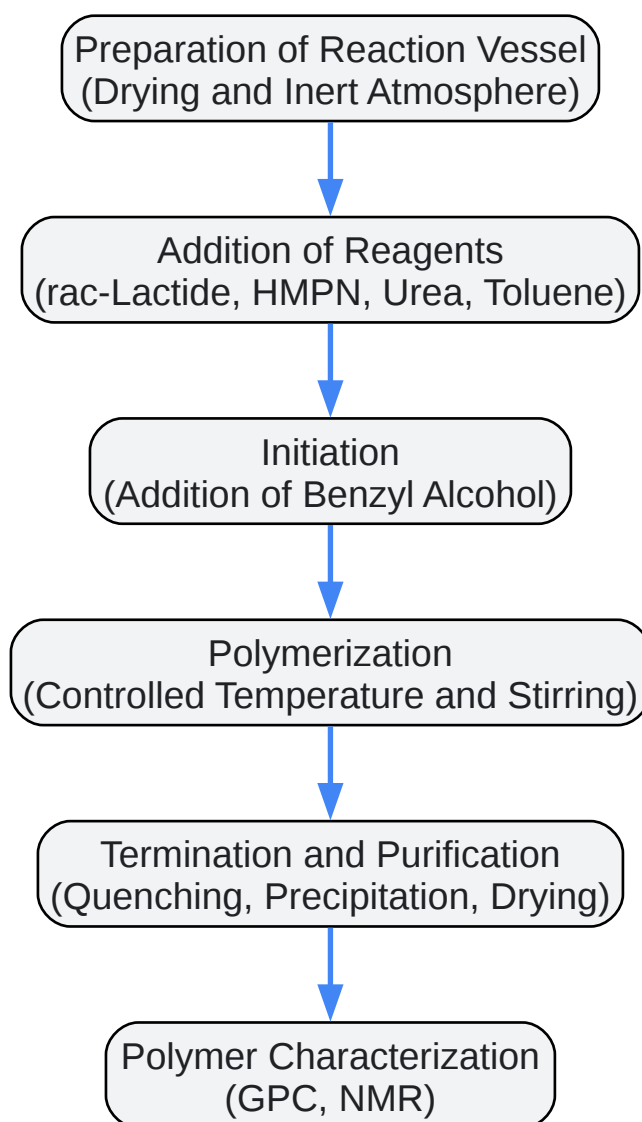 Preparation of Reaction Vessel
(Drying and Inert Atmosphere)
Addition of Reagents
(rac-Lactide, HMPN, Urea, Toluene)
Initiation
(Addition of Benzyl Alcohol)
Polymerization
(Controlled Temperature and Stirring)
Termination and Purification
(Quenching, Precipitation, Drying)
Polymer Characterization
(GPC, NMR)